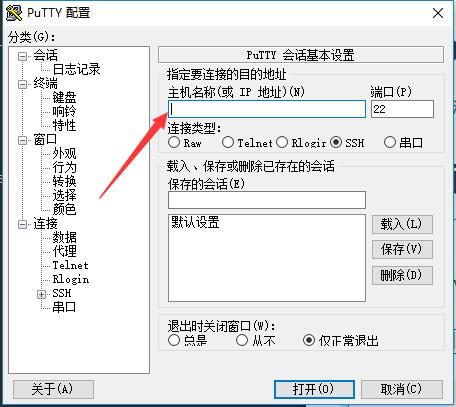 PuTTY 配置
分类(G):
会话
日志记录
终端
键盘
响铃
特性
窗口
外观
行为
转换
选择
颜色
连接
数据
代理
Telnet
Rlogin
SSH
串口
PuTTY 会话基本设置
指定要连接的目的地址
主机名称(或 IP 地址)(N) 端口(P)
22
连接类型:
Raw Telnet Rlogin SSH 串口
载入、保存或删除已存在的会话
保存的会话(E)
默认设置
载入(L)
保存(V)
删除(D)
退出时关闭窗口(W):
总是 从不 仅正常退出
关于(A) 打开(O) 取消(C)